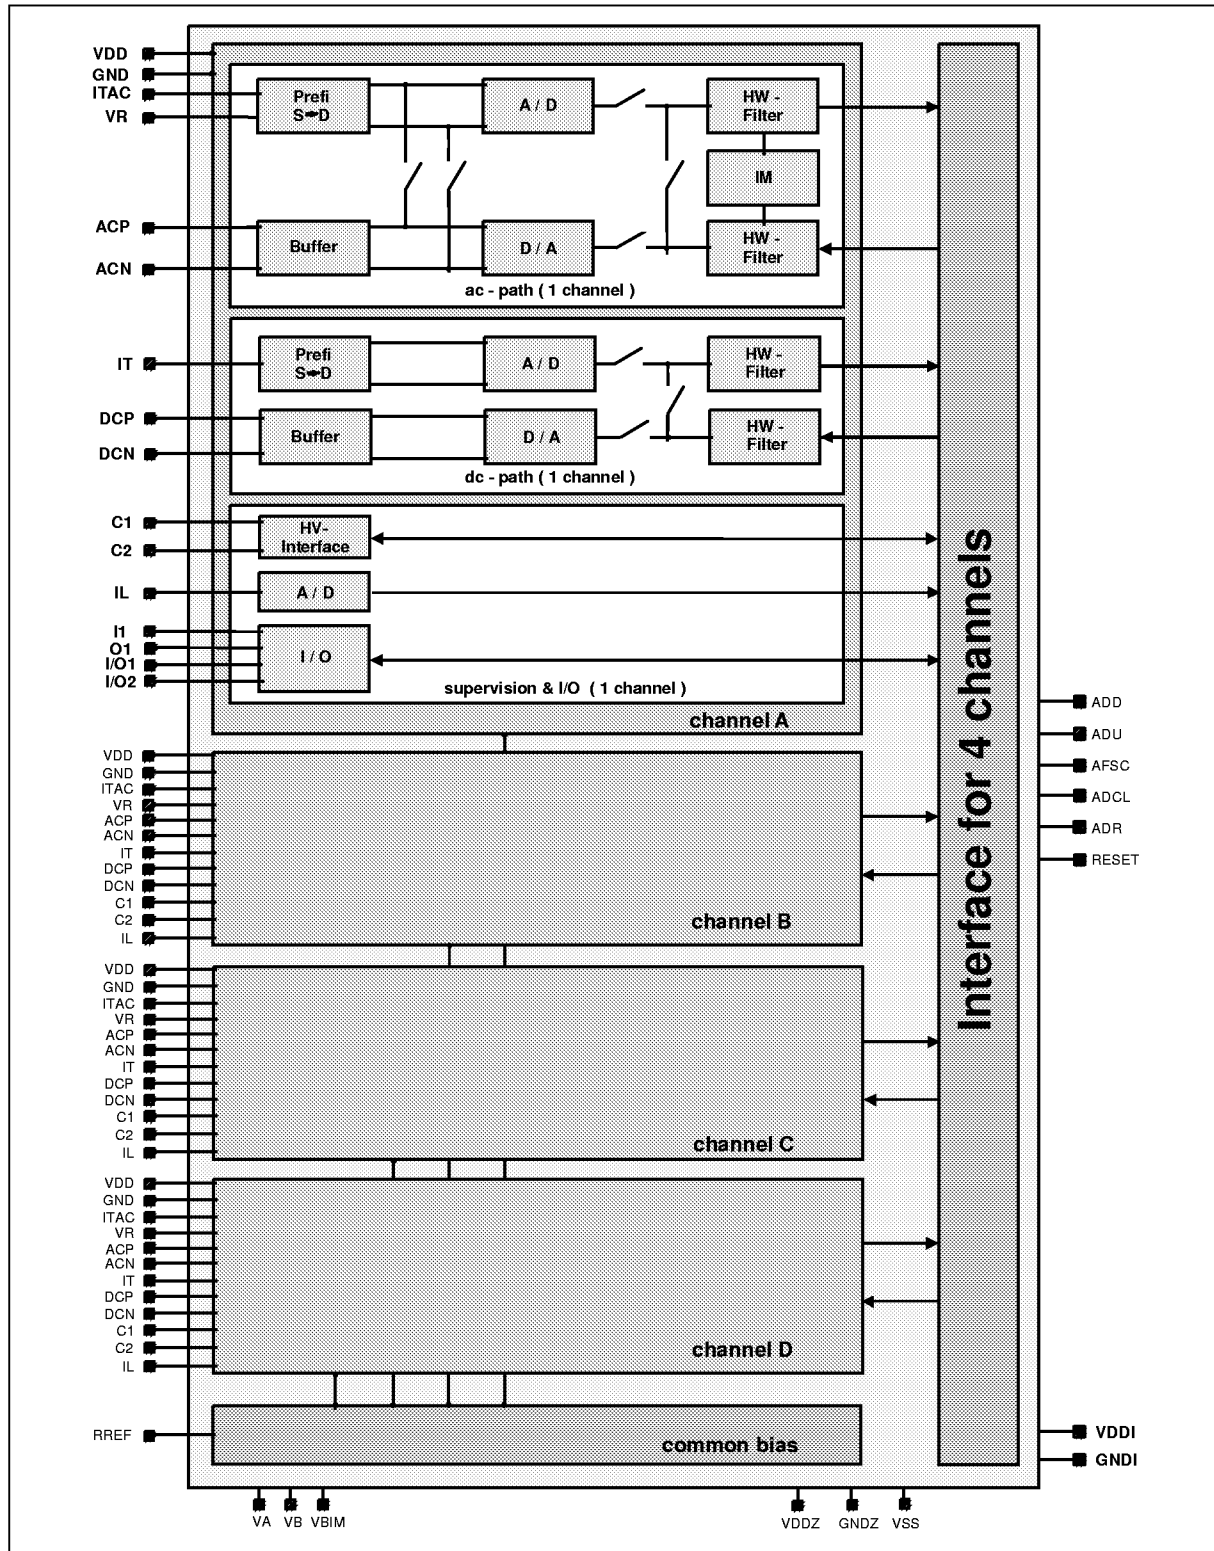 VDD
GND
ITAC
VR
Prefi
S➡D
A / D
HW -
Filter
IM
ACP
ACN
Buffer
D / A
HW -
Filter
ac - path ( 1 channel )
IT
Prefi
S➡D
A / D
HW -
Filter
DCP
DCN
Buffer
D / A
HW -
Filter
dc - path ( 1 channel )
C1
C2
HV-
Interface
IL
A / D
I1
O1
I/O1
I/O2
I / O
supervision & I/O ( 1 channel )
channel A
VDD
GND
ITAC
VR
ACP
ACN
IT
DCP
DCN
C1
C2
IL
channel B
VDD
GND
ITAC
VR
ACP
ACN
IT
DCP
DCN
C1
C2
IL
channel C
VDD
GND
ITAC
VR
ACP
ACN
IT
DCP
DCN
C1
C2
IL
channel D
RREF
common bias
Interface for 4 channels
ADD
ADU
AFSC
ADCL
ADR
RESET
VDDI
GNDI
VA
VB
VBIM
VDDZ
GNDZ
VSS